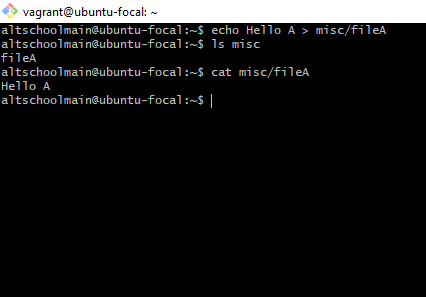 vagrant@ubuntu-focal: ~
altschoolmain@ubuntu-focal:~$ echo Hello A > misc/fileA
altschoolmain@ubuntu-focal:~$ ls misc
fileA
altschoolmain@ubuntu-focal:~$ cat misc/fileA
Hello A
altschoolmain@ubuntu-focal:~$